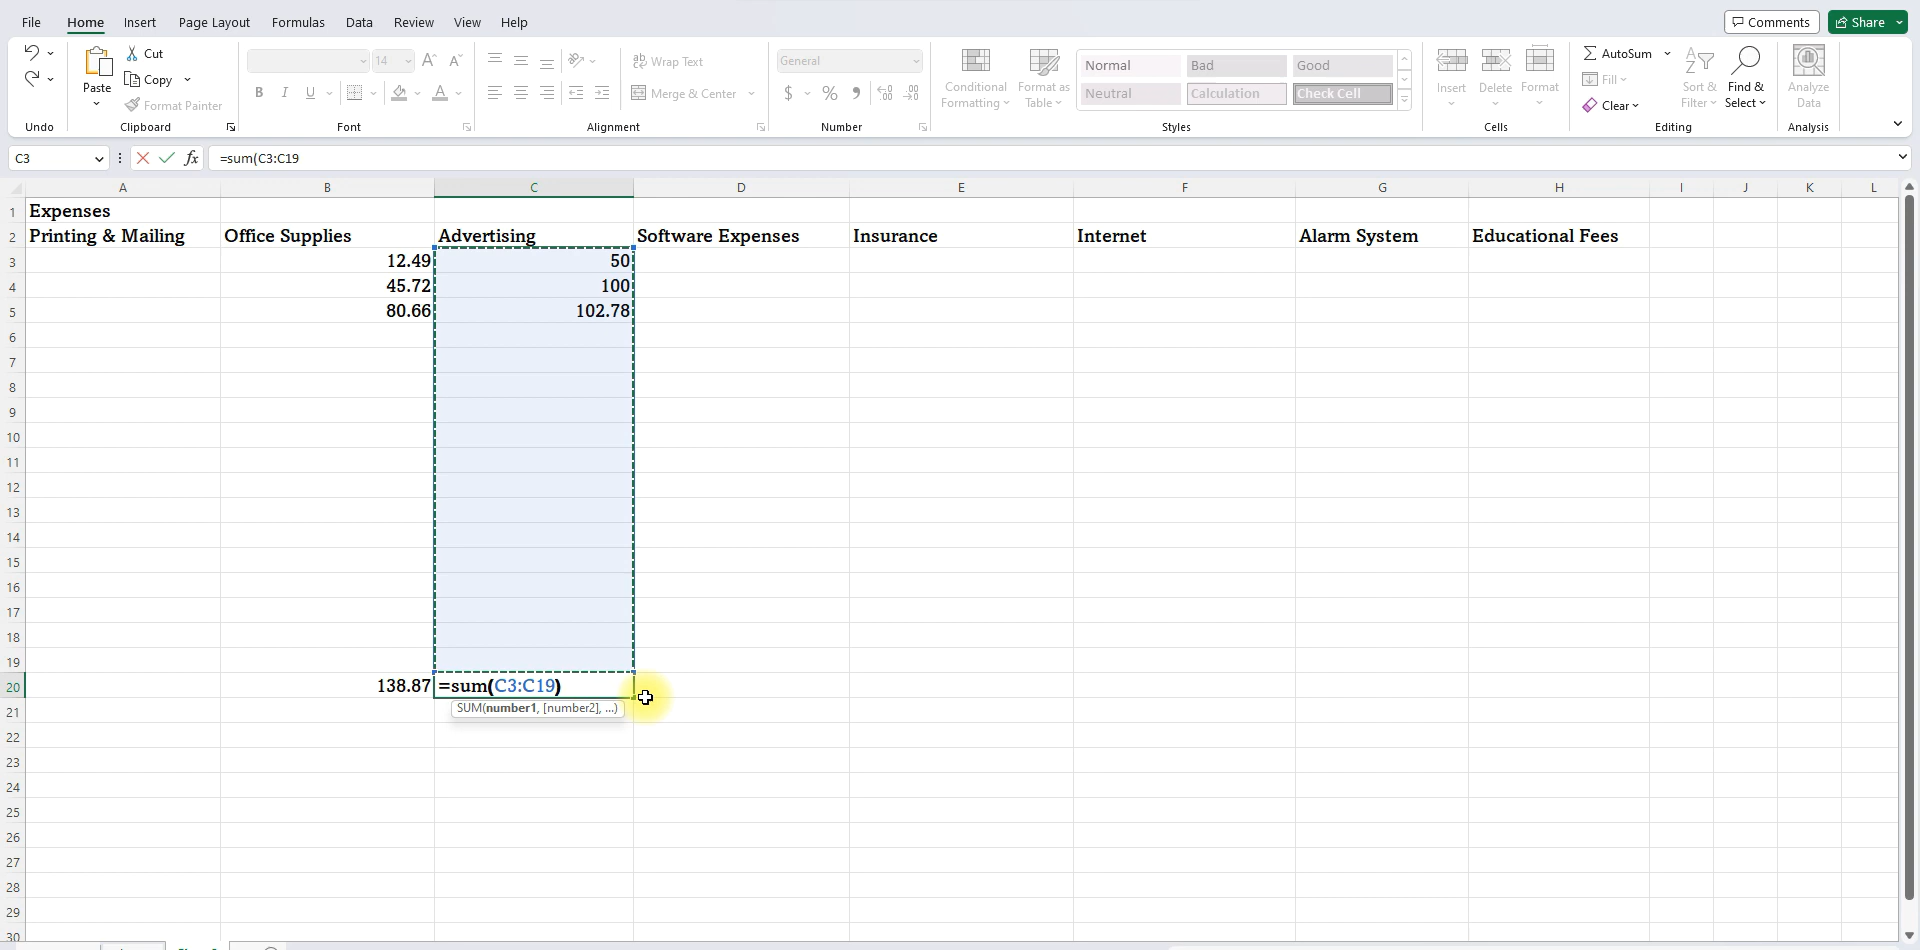 File Home Insert Page Layout Formulas Data Review View Help Comments Share
Cut
14 ab Wrap Text General Normal Bad Good AutoSum
Paste Copy Conditional Format as Insert Delete Format Fill Sort & Find & Analyze
B I U A Merge & Center $ % Formatting Table Neutral Calculation Check Cell Filter Select Data
Format Painter Clear
Undo Clipboard Font Alignment Number Styles Cells Editing Analysis
C3 fx =sum(C3:C19
A B C D E F G H I J K L
1 Expenses
2 Printing & Mailing Office Supplies Advertising Software Expenses Insurance Internet Alarm System Educational Fees
3 12.49 50
4 45.72 100
5 80.66 102.78
6
7
8
9
10
11
12
13
14
15
16
17
18
19
20 138.87 =sum(C3:C19)
21 SUM(number1, [number2], ...)
22
23
24
25
26
27
28
29
30